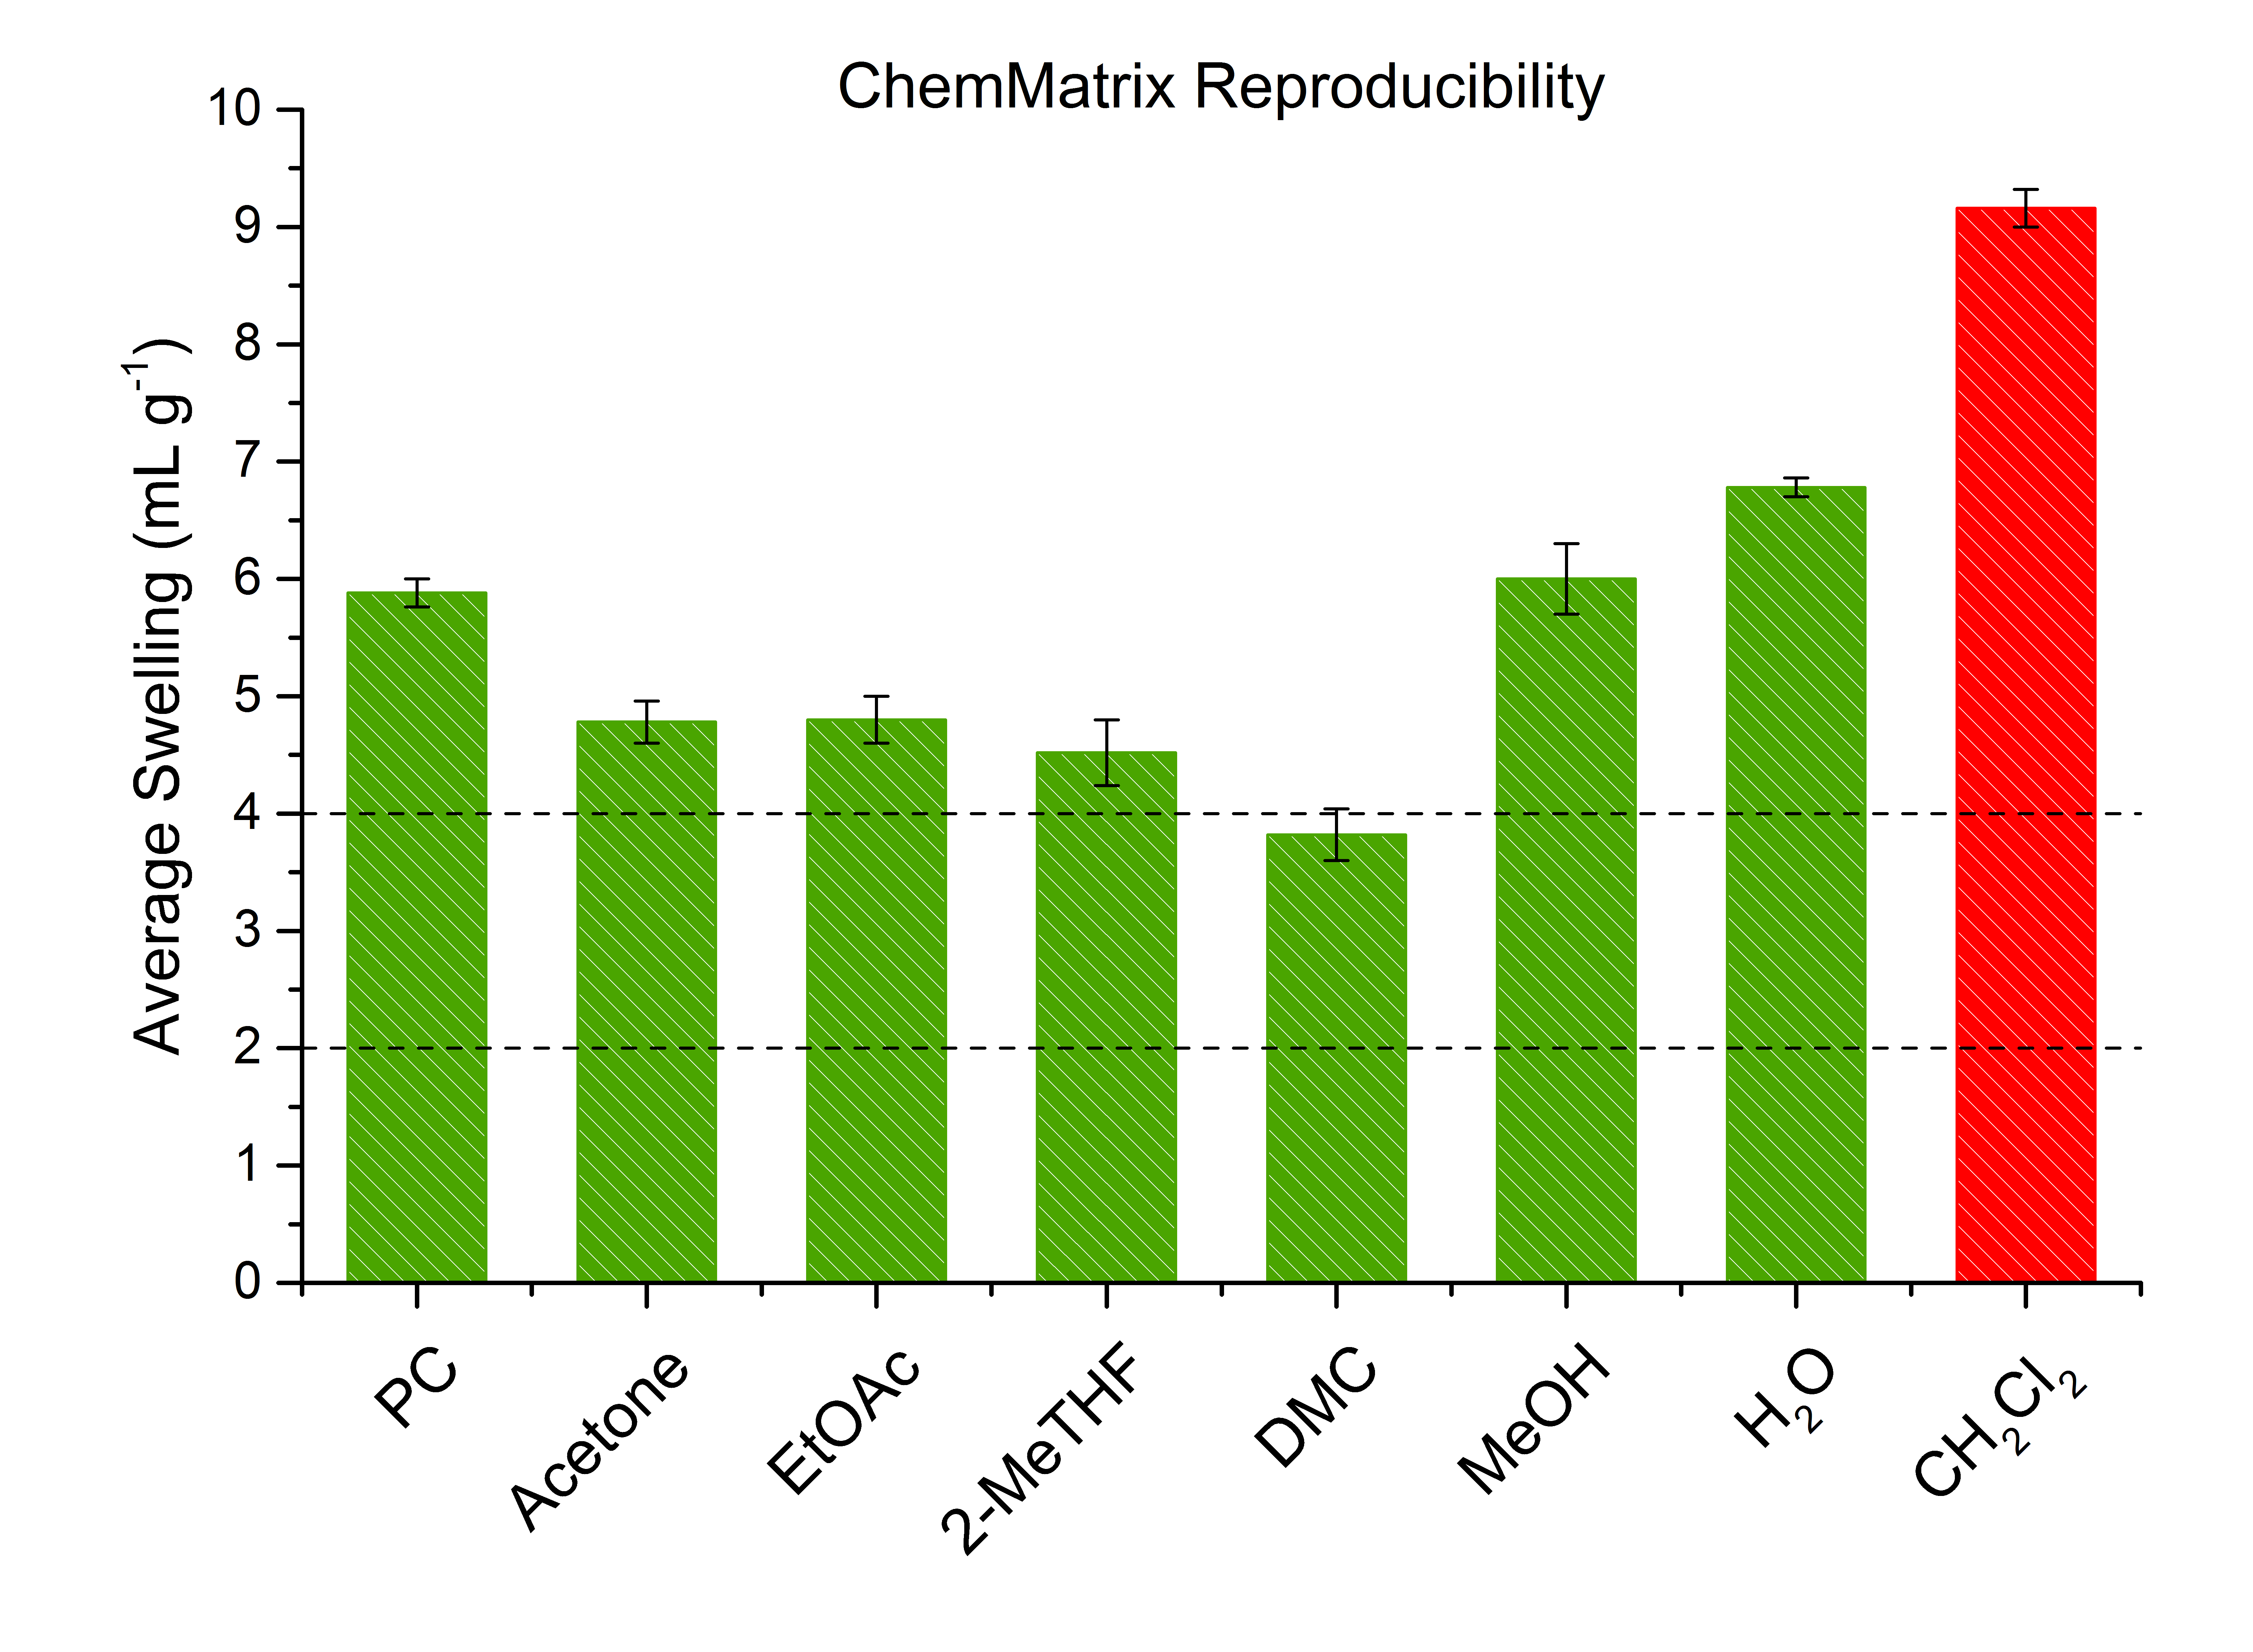 ChemMatrix Reproducibility
Average Swelling (mL g⁻¹)
10
9
8
7
6
5
4
3
2
1
0
PC
Acetone
EtOAc
2-MeTHF
DMC
MeOH
H₂O
CH₂Cl₂